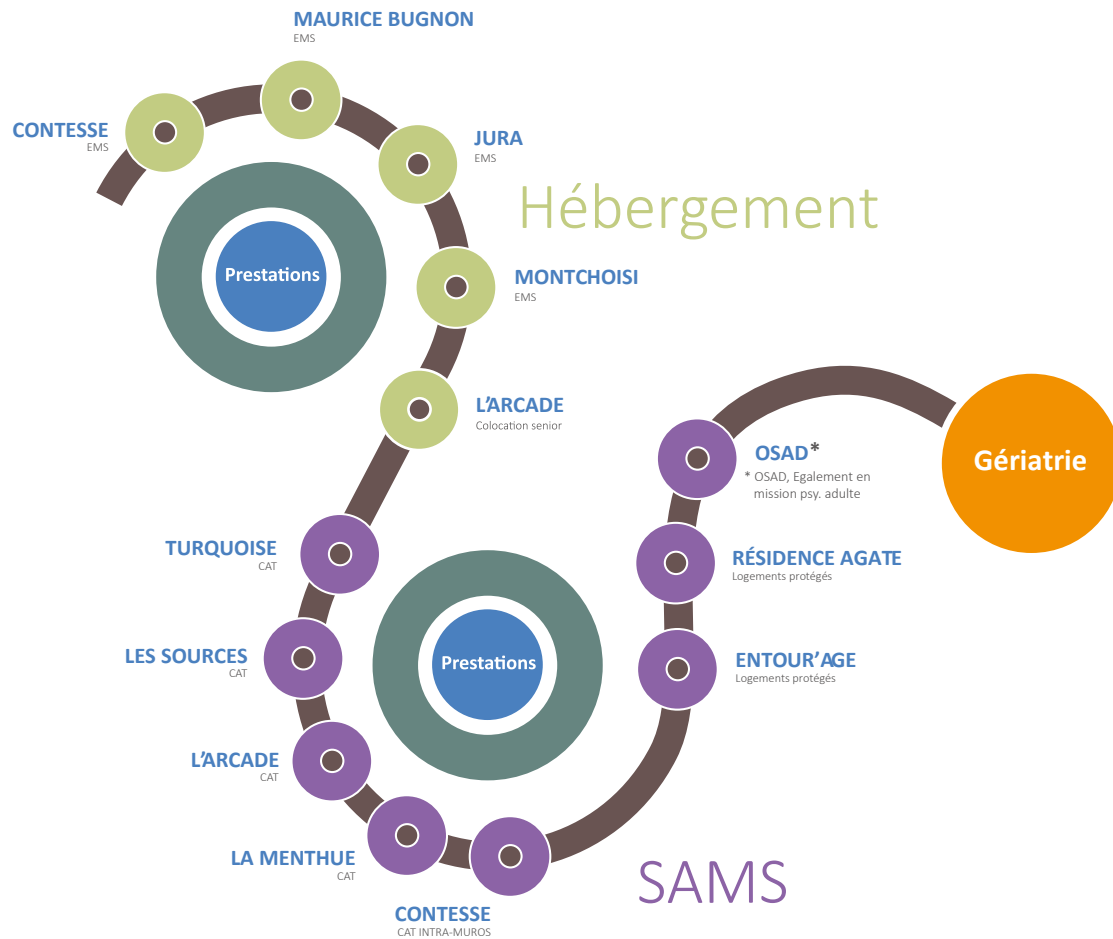 MAURICE BUGNON
EMS
CONTESSE
EMS
JURA
EMS
Hébergement
Prestations
MONTCHOISI
EMS
L'ARCADE
Colocation senior
OSAD*
* OSAD, Egalement en
mission psy. adulte
Gériatrie
TURQUOISE
CAT
RÉSIDENCE AGATE
Logements protégés
LES SOURCES
CAT
Prestations
ENTOUR'AGE
Logements protégés
L'ARCADE
CAT
LA MENTHUE
CAT
SAMS
CONTESSE
CAT INTRA-MUROS